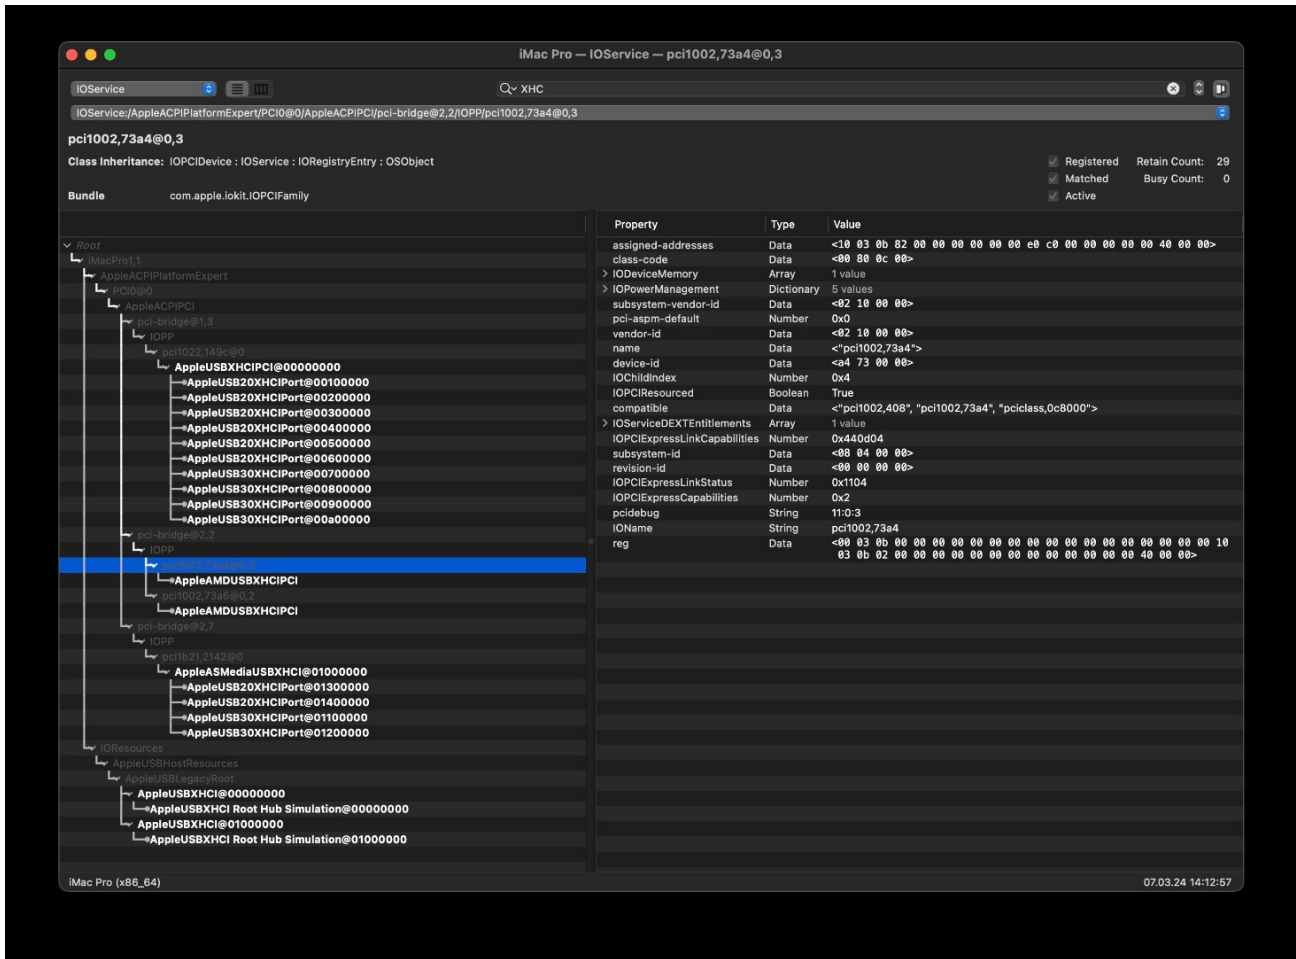 iMac Pro — IOService — pci1002,73a4@0,3
IOService
XHC
IOService:/AppleACPIPlatformExpert/PCI0@0/AppleACPIPCI/pci-bridge@2,2/IOPP/pci1002,73a4@0,3
pci1002,73a4@0,3
Class Inheritance: IOPCIDevice : IOService : IORegistryEntry : OSObject
Registered Retain Count: 29
Matched Busy Count: 0
Bundle com.apple.iokit.IOPCIFamily
Active
Root
iMacPro1,1
AppleACPIPlatformExpert
PCI0@0
AppleACPIPCI
pci-bridge@1,3
IOPP
pci1022,149c@0
AppleUSBXHCIPCI@00000000
AppleUSB20XHCIPort@00100000
AppleUSB20XHCIPort@00200000
AppleUSB20XHCIPort@00300000
AppleUSB20XHCIPort@00400000
AppleUSB20XHCIPort@00500000
AppleUSB20XHCIPort@00600000
AppleUSB30XHCIPort@00700000
AppleUSB30XHCIPort@00800000
AppleUSB30XHCIPort@00900000
AppleUSB30XHCIPort@00a00000
pci-bridge@2,2
IOPP
pci1002,73a4@0,3
AppleAMDUSBXHCIPCI
pci1002,73a6@0,2
AppleAMDUSBXHCIPCI
pci-bridge@2,7
IOPP
pci1b21,2142@0
AppleASMediaUSBXHCI@01000000
AppleUSB20XHCIPort@01300000
AppleUSB20XHCIPort@01400000
AppleUSB30XHCIPort@01100000
AppleUSB30XHCIPort@01200000
IOResources
AppleUSBHostResources
AppleUSBLegacyRoot
AppleUSBXHCI@00000000
AppleUSBXHCI Root Hub Simulation@00000000
AppleUSBXHCI@01000000
AppleUSBXHCI Root Hub Simulation@01000000
Property Type Value
assigned-addresses Data <10 03 0b 82 00 00 00 00 00 00 e0 c0 00 00 00 00 00 40 00 00>
class-code Data <00 80 0c 00>
IODeviceMemory Array 1 value
IOPowerManagement Dictionary 5 values
subsystem-vendor-id Data <02 10 00 00>
pci-aspm-default Number 0x0
vendor-id Data <02 10 00 00>
name Data <"pci1002,73a4">
device-id Data <a4 73 00 00>
IOChildIndex Number 0x4
IOPCIResourced Boolean True
compatible Data <"pci1002,408", "pci1002,73a4", "pciclass,0c8000">
IOServiceDEXTEntitlements Array 1 value
IOPCIExpressLinkCapabilities Number 0x440d04
subsystem-id Data <08 04 00 00>
revision-id Data <00 00 00 00>
IOPCIExpressLinkStatus Number 0x1104
IOPCIExpressCapabilities Number 0x2
pcidebug String 11:0:3
IOName String pci1002,73a4
reg Data <00 03 0b 00 00 00 00 00 00 00 00 00 00 00 00 00 00 00 00 00 10
03 0b 02 00 00 00 00 00 00 00 00 00 00 00 00 00 40 00 00>
iMac Pro (x86_64)
07.03.24 14:12:57